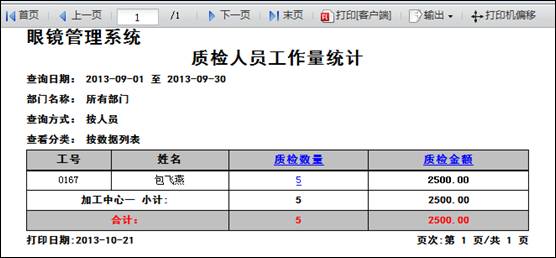 首页 上一页 1 /1 下一页 末页 打印[客户端] 输出 打印机偏移
眼镜管理系统
质检人员工作量统计
查询日期： 2013-09-01 至 2013-09-30
部门名称： 所有部门
查询方式： 按人员
查看分类： 按数据列表
工号 姓名 质检数量 质检金额
0167 包飞燕 5 2500.00
加工中心一 小计: 5 2500.00
合计： 5 2500.00
打印日期:2013-10-21 页次:第 1 页/共 1 页